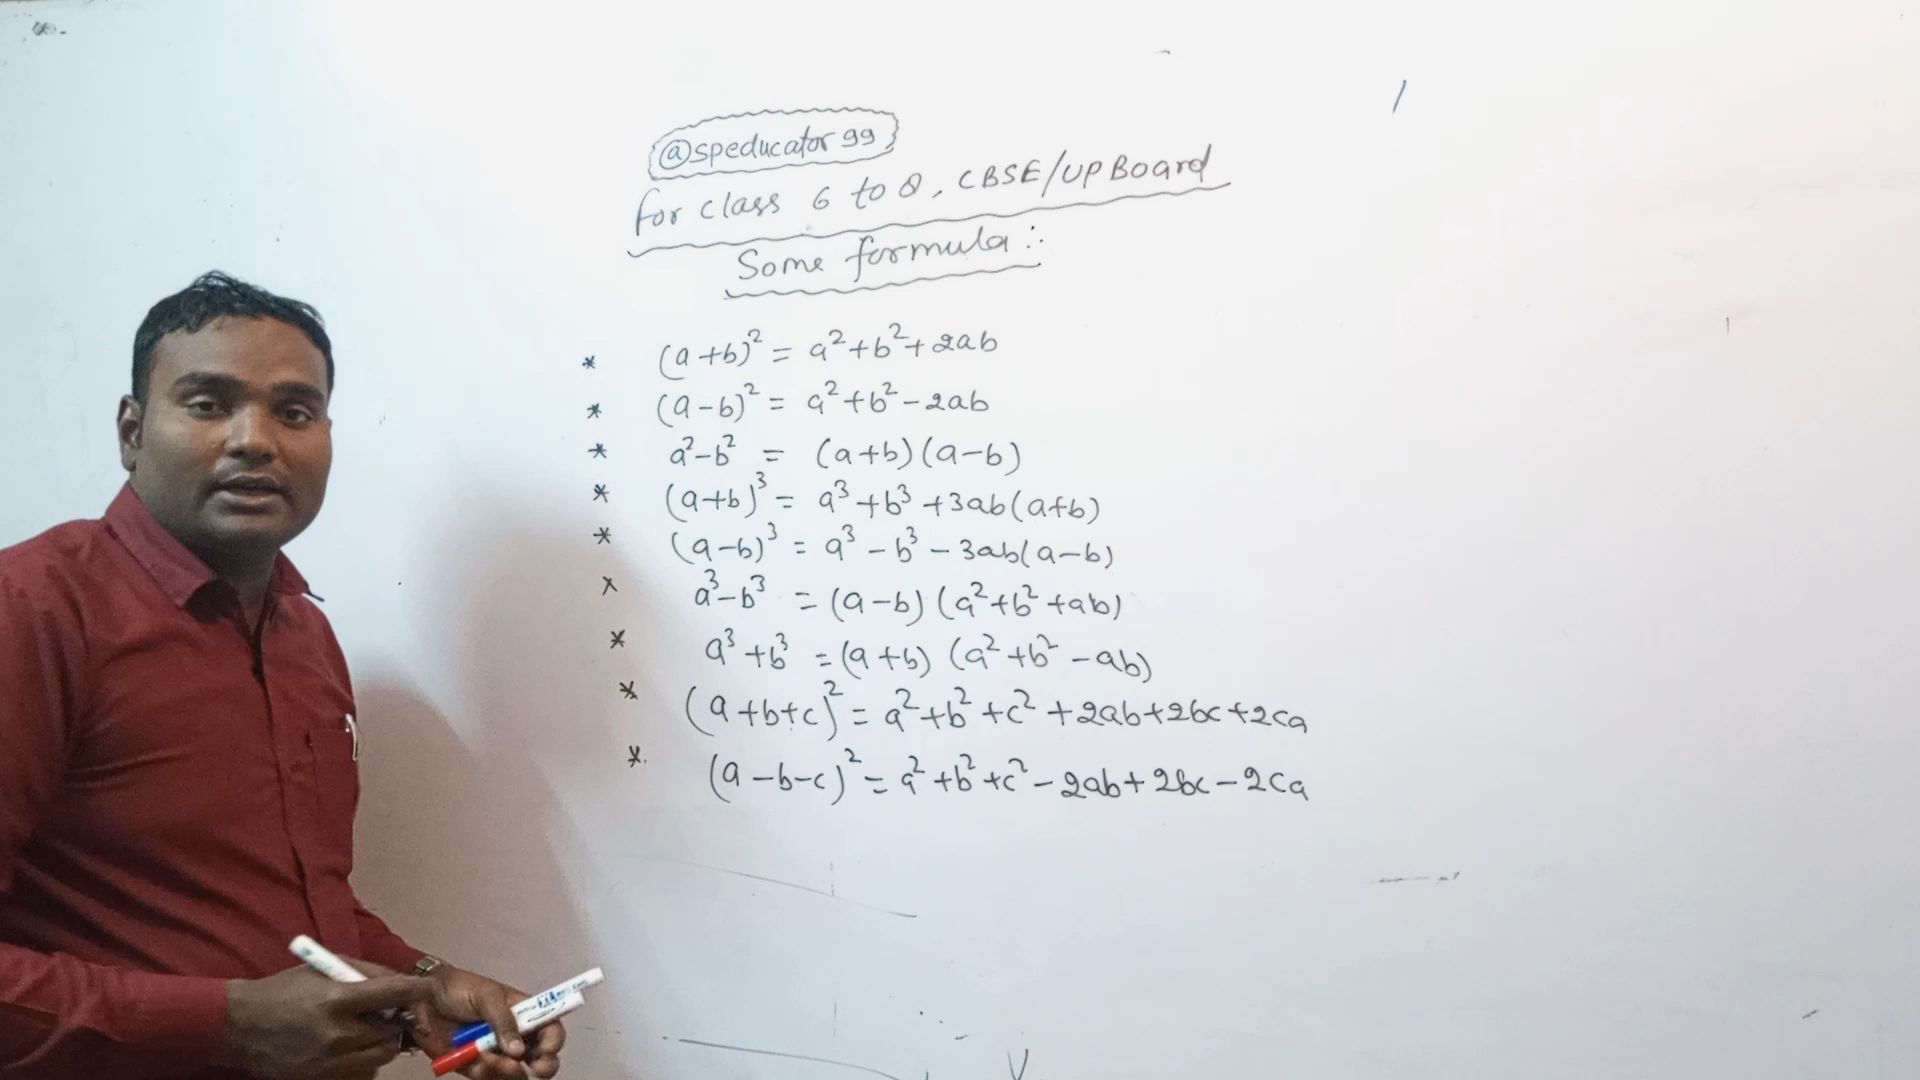 @speducator99
for class 6 to 8, CBSE/UP Board
Some formula :
* (a+b)² = a²+b²+2ab
* (a-b)² = a²+b²-2ab
* a²-b² = (a+b)(a-b)
* (a+b)³ = a³+b³+3ab(a+b)
* (a-b)³ = a³-b³-3ab(a-b)
* a³-b³ = (a-b)(a²+b²+ab)
* a³+b³ = (a+b)(a²+b²-ab)
* (a+b+c)² = a²+b²+c²+2ab+2bc+2ca
* (a-b-c)² = a²+b²+c²-2ab+2bc-2ca